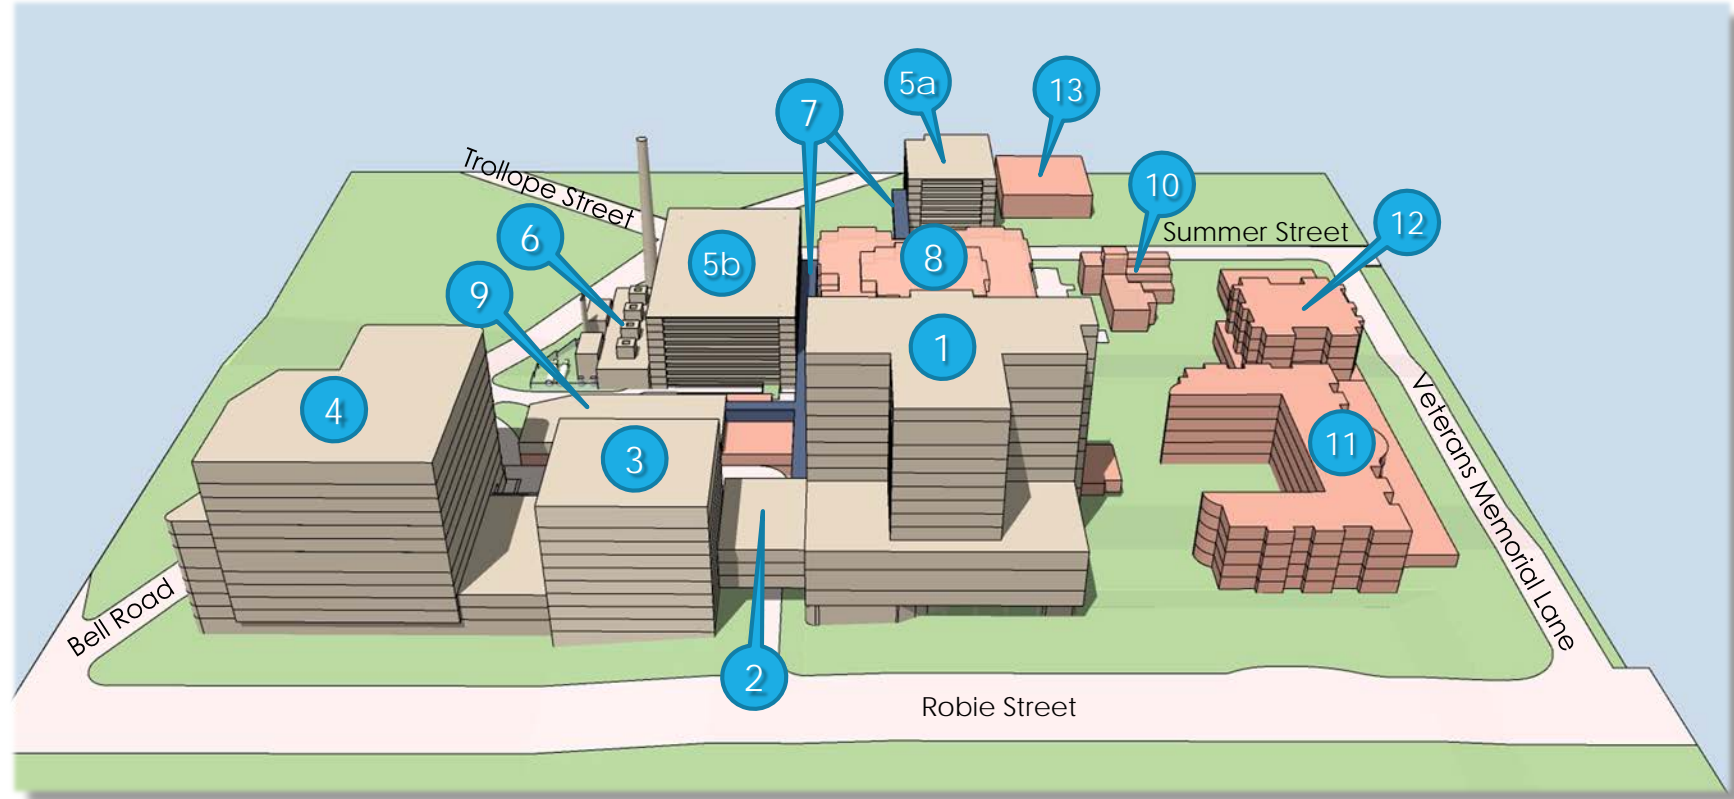 5a
13
7
Trollope Street
10
12
6
Summer Street
8
5b
9
1
4
Veterans Memorial Lane
3
11
Bell Road
2
Robie Street